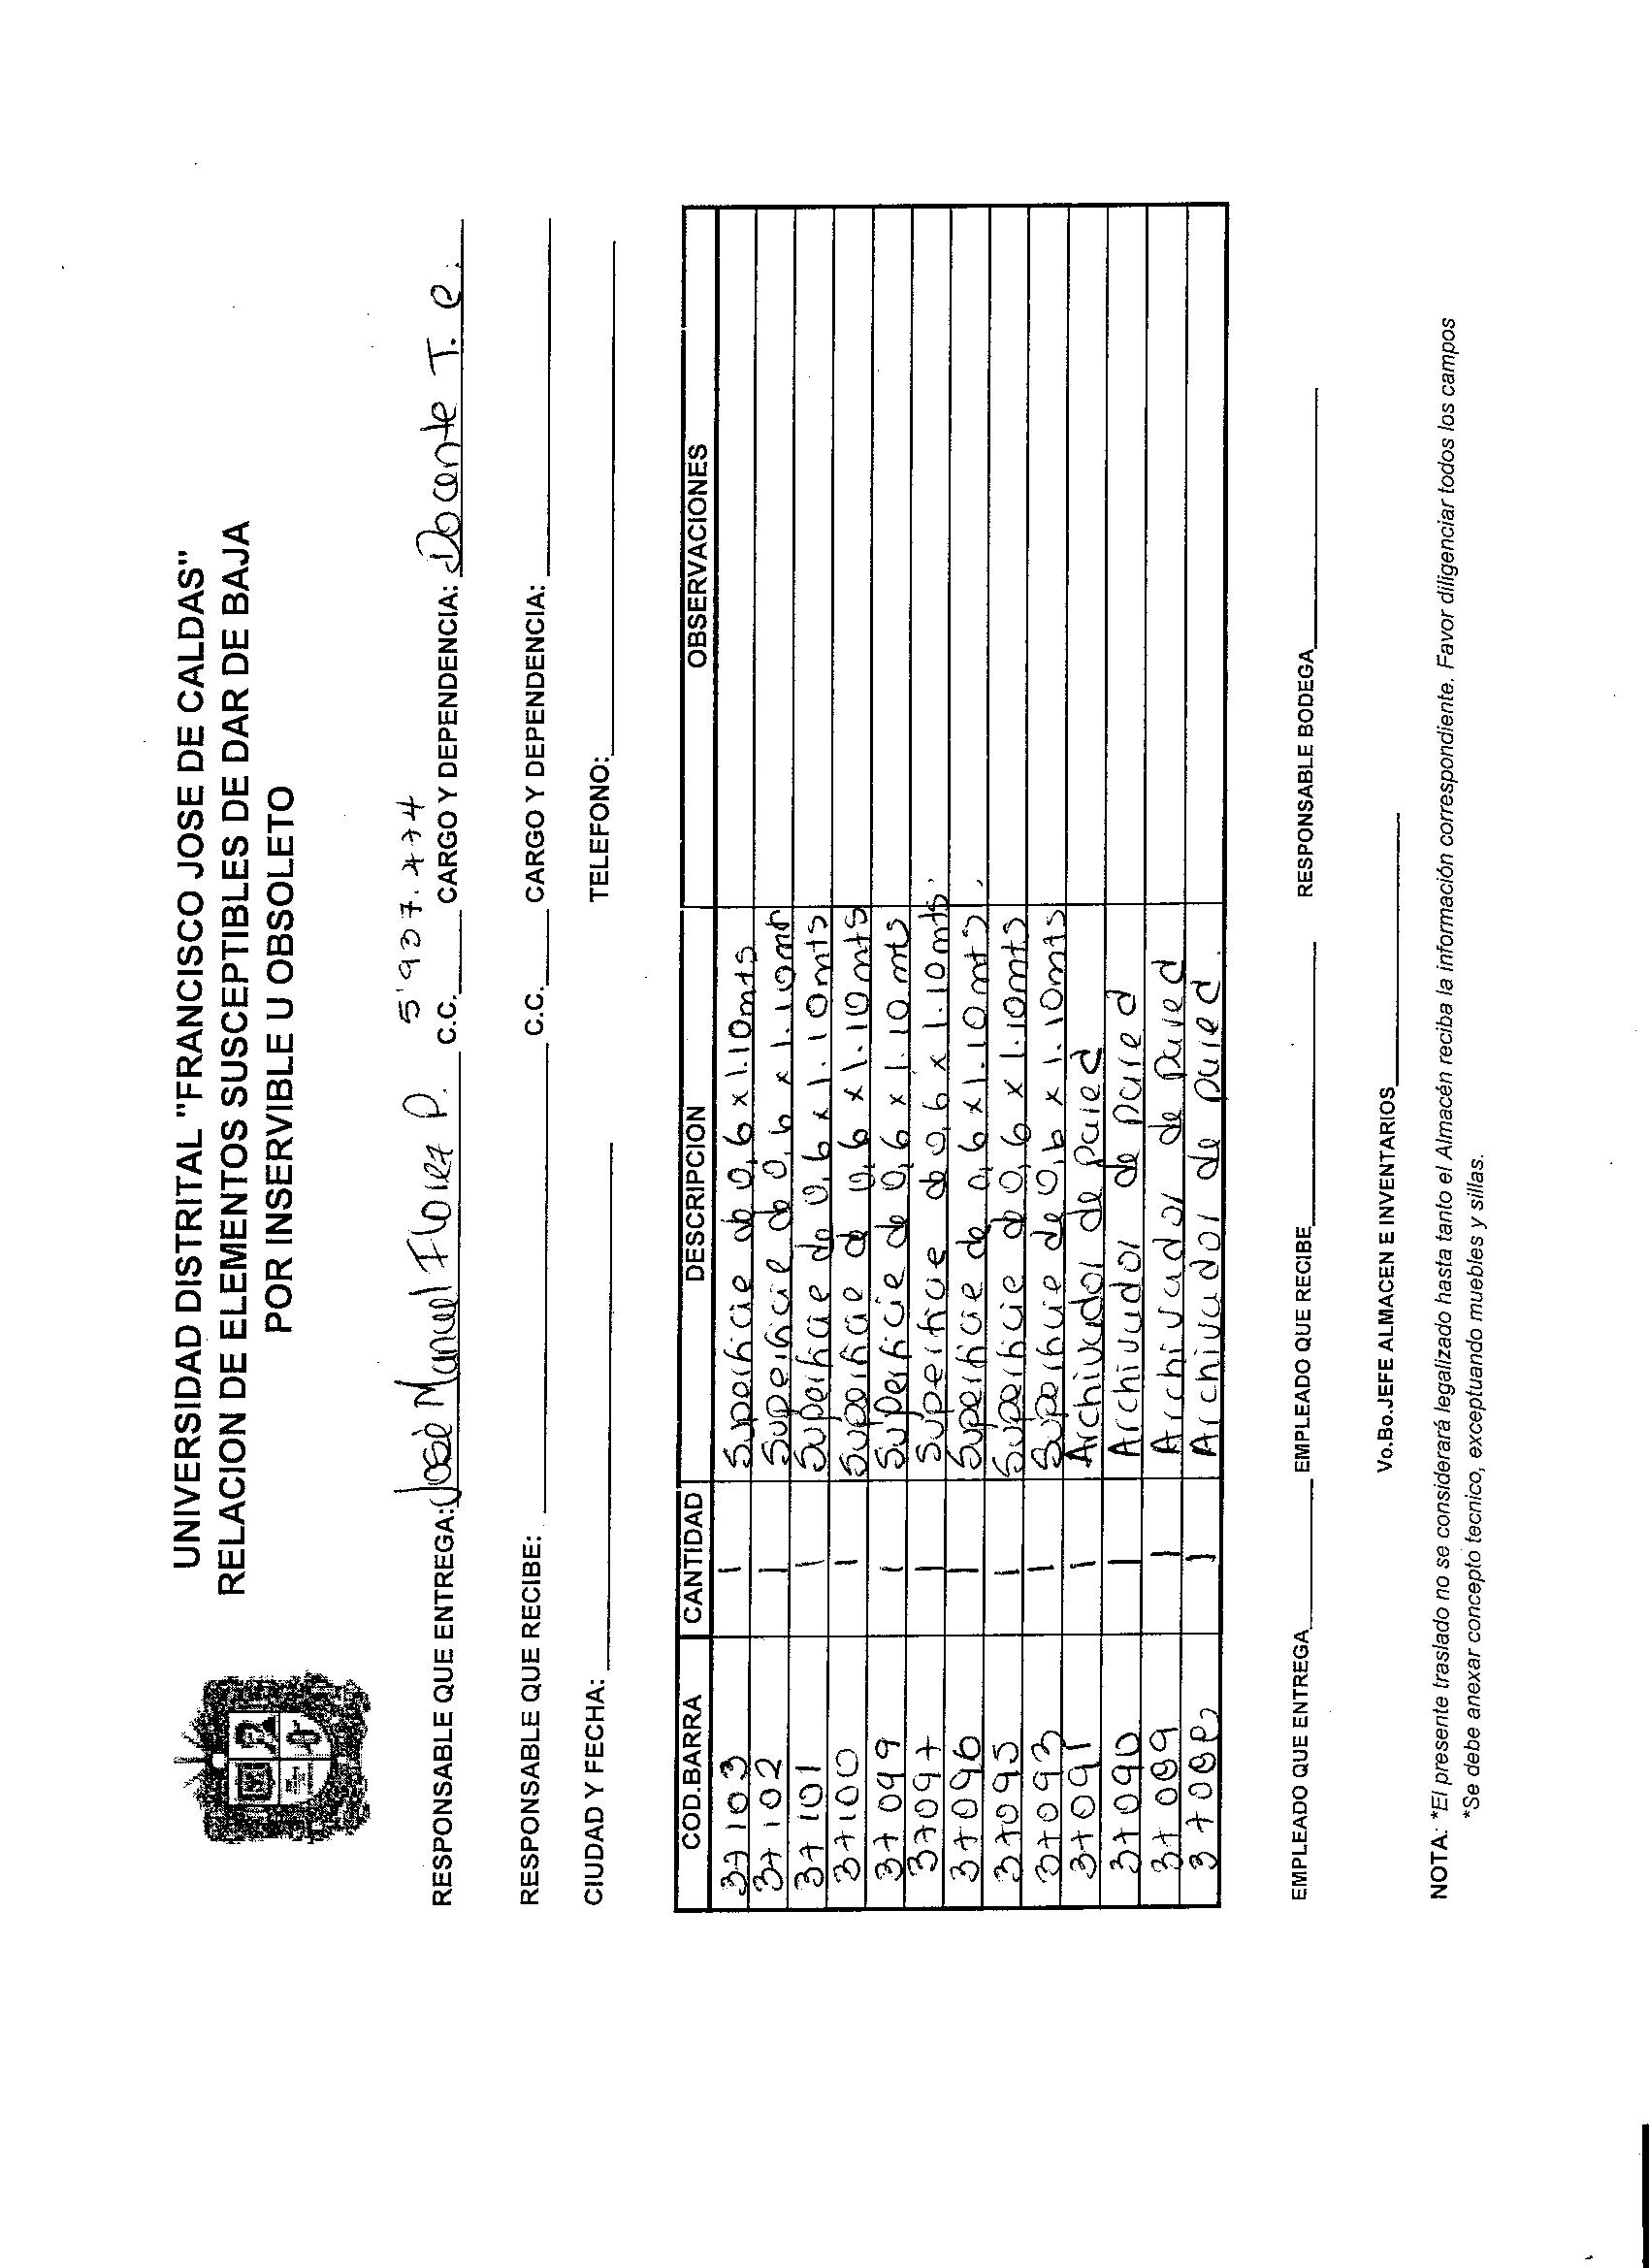 UNIVERSIDAD DISTRITAL "FRANCISCO JOSE DE CALDAS"
RELACION DE ELEMENTOS SUSCEPTIBLES DE DAR DE BAJA
POR INSERVIBLE U OBSOLETO
RESPONSABLE QUE ENTREGA: José Manuel Florez P. C.C. 5'937.474 CARGO Y DEPENDENCIA: Docente T. C.
RESPONSABLE QUE RECIBE: C.C. CARGO Y DEPENDENCIA:
CIUDAD Y FECHA: TELEFONO:
COD.BARRA CANTIDAD DESCRIPCION OBSERVACIONES
37103 1 Superficie de 0,6 x 1.10mts
37102 1 Superficie de 0,6 x 1.10mt
37101 1 Superficie de 0,6 x 1.10mts
37100 1 Superficie de 0,6 x 1.10mts
37099 1 Superficie de 0,6 x 1.10mts
37097 1 Superficie de 0,6 x 1.10mts.
37096 1 Superficie de 0,6 x 1.10mts.
37095 1 Superficie de 0,6 x 1.10mts
37093 1 Superficie de 0,6 x 1.10mts
37091 1 Archivador de pared
37090 1 Archivador de pared
37089 1 Archivador de pared
37088 1 Archivador de pared.
EMPLEADO QUE ENTREGA EMPLEADO QUE RECIBE RESPONSABLE BODEGA
Vo.Bo.JEFE ALMACEN E INVENTARIOS
NOTA: *El presente traslado no se considerará legalizado hasta tanto el Almacén reciba la información correspondiente. Favor diligenciar todos los campos
*Se debe anexar concepto tecnico, exceptuando muebles y sillas.